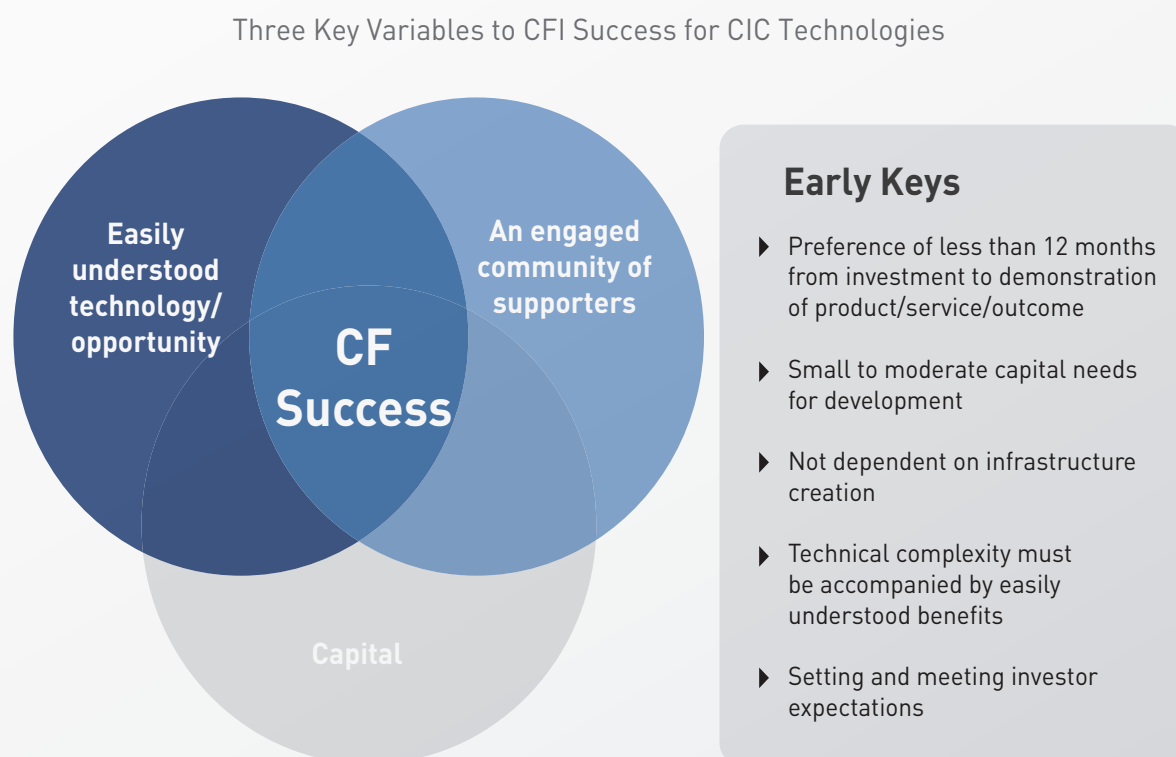 Three Key Variables to CFI Success for CIC Technologies
Easily
understood
technology/
opportunity
An engaged
community of
supporters
CF
Success
Capital
Early Keys
Preference of less than 12 months
from investment to demonstration
of product/service/outcome
Small to moderate capital needs
for development
Not dependent on infrastructure
creation
Technical complexity must
be accompanied by easily
understood benefits
Setting and meeting investor
expectations